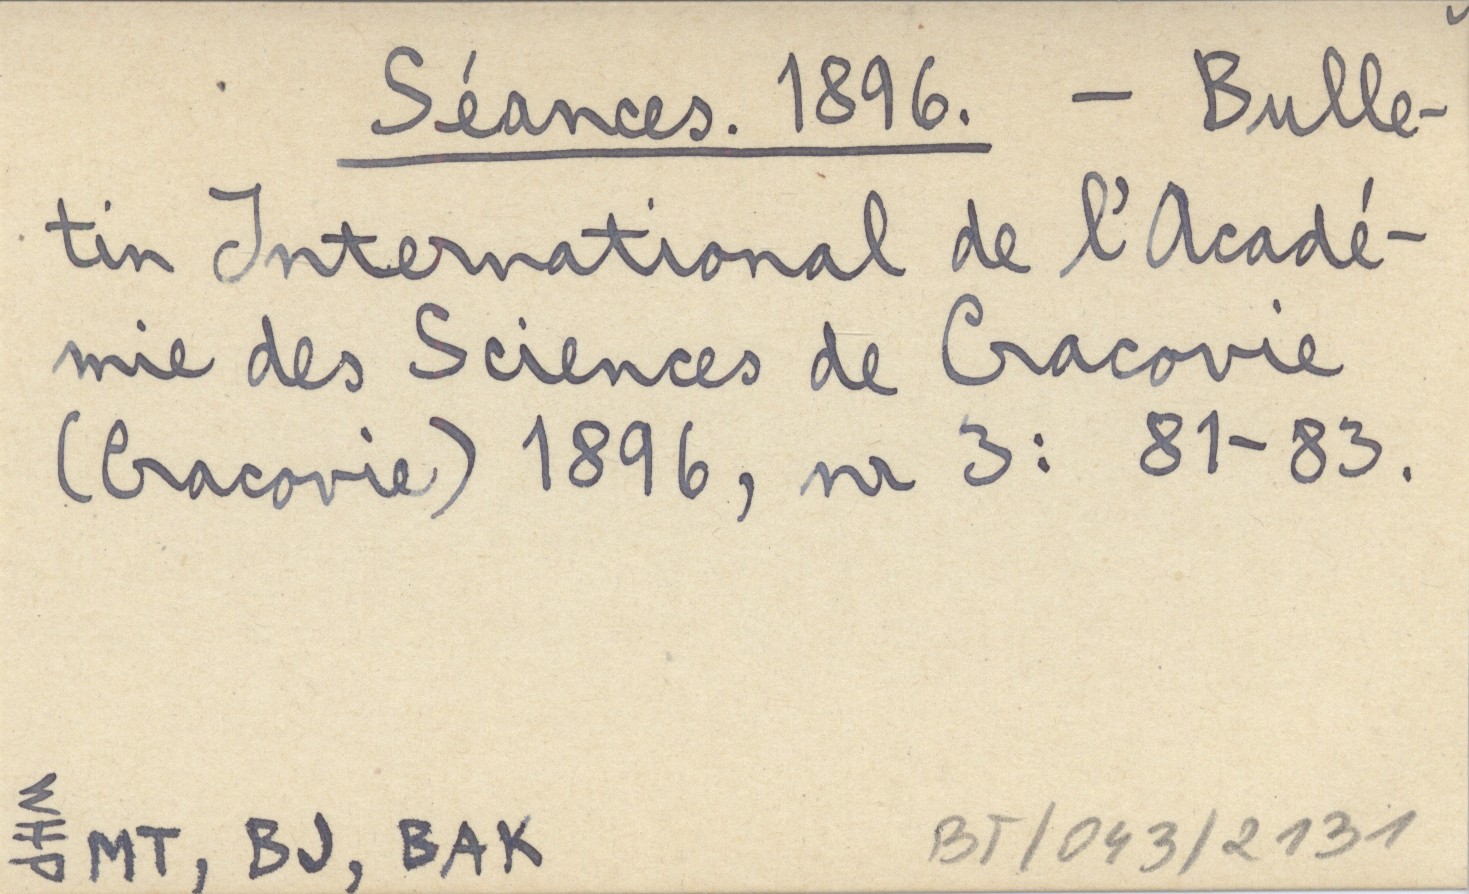 Séances. 1896. - Bulle-
tin International de l'Acadé-
mie des Sciences de Cracovie
(Cracovie) 1896, nr 3: 81-83.
MT, BJ, BAK
BT/043/2131